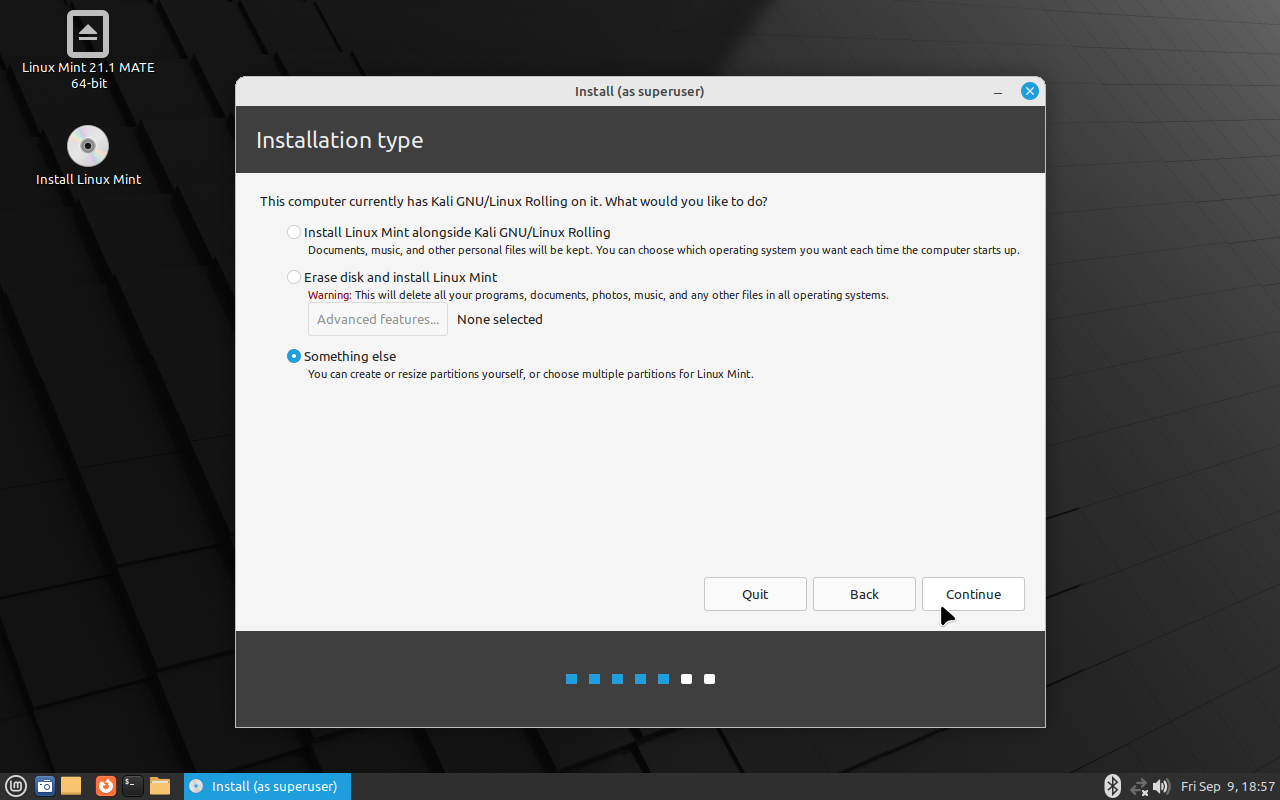 Linux Mint 21.1 MATE
64-bit
Install Linux Mint
Install (as superuser)
Installation type
This computer currently has Kali GNU/Linux Rolling on it. What would you like to do?
Install Linux Mint alongside Kali GNU/Linux Rolling
Documents, music, and other personal files will be kept. You can choose which operating system you want each time the computer starts up.
Erase disk and install Linux Mint
Warning: This will delete all your programs, documents, photos, music, and any other files in all operating systems.
Advanced features... None selected
Something else
You can create or resize partitions yourself, or choose multiple partitions for Linux Mint.
Quit Back Continue
Install (as superuser) Fri Sep 9, 18:57